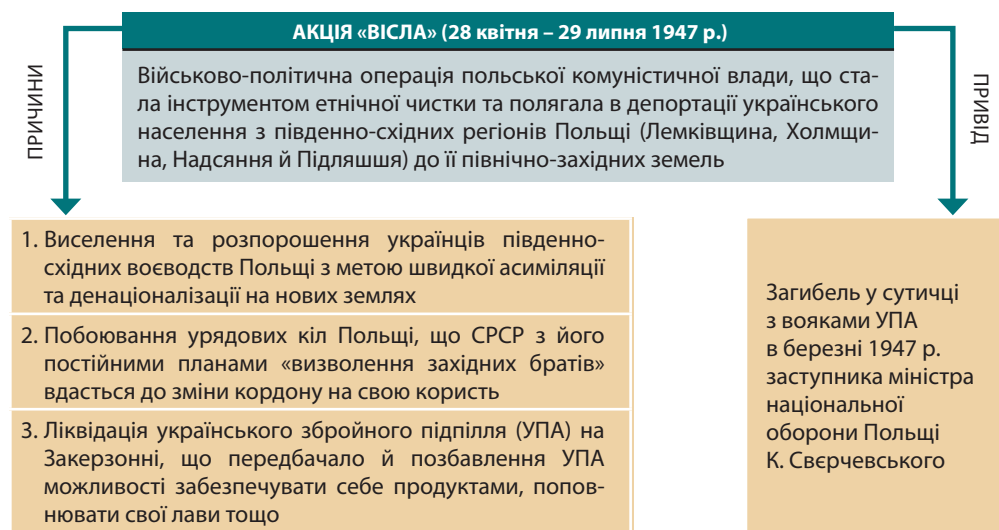 АКЦІЯ «ВІСЛА» (28 квітня – 29 липня 1947 р.)
Військово-політична операція польської комуністичної влади, що ста-
ла інструментом етнічної чистки та полягала в депортації українського
населення з південно-східних регіонів Польщі (Лемківщина, Холмщи-
на, Надсяння й Підляшшя) до її північно-західних земель
ПРИЧИНИ
1. Виселення та розпорошення українців південно-
східних воєводств Польщі з метою швидкої асиміляції
та денаціоналізації на нових землях
2. Побоювання урядових кіл Польщі, що СРСР з його
постійними планами «визволення західних братів»
вдасться до зміни кордону на свою користь
3. Ліквідація українського збройного підпілля (УПА) на
Закерзонні, що передбачало й позбавлення УПА
можливості забезпечувати себе продуктами, попов-
нювати свої лави тощо
ПРИВІД
Загибель у сутичці
з вояками УПА
в березні 1947 р.
заступника міністра
національної
оборони Польщі
К. Свєрчевського